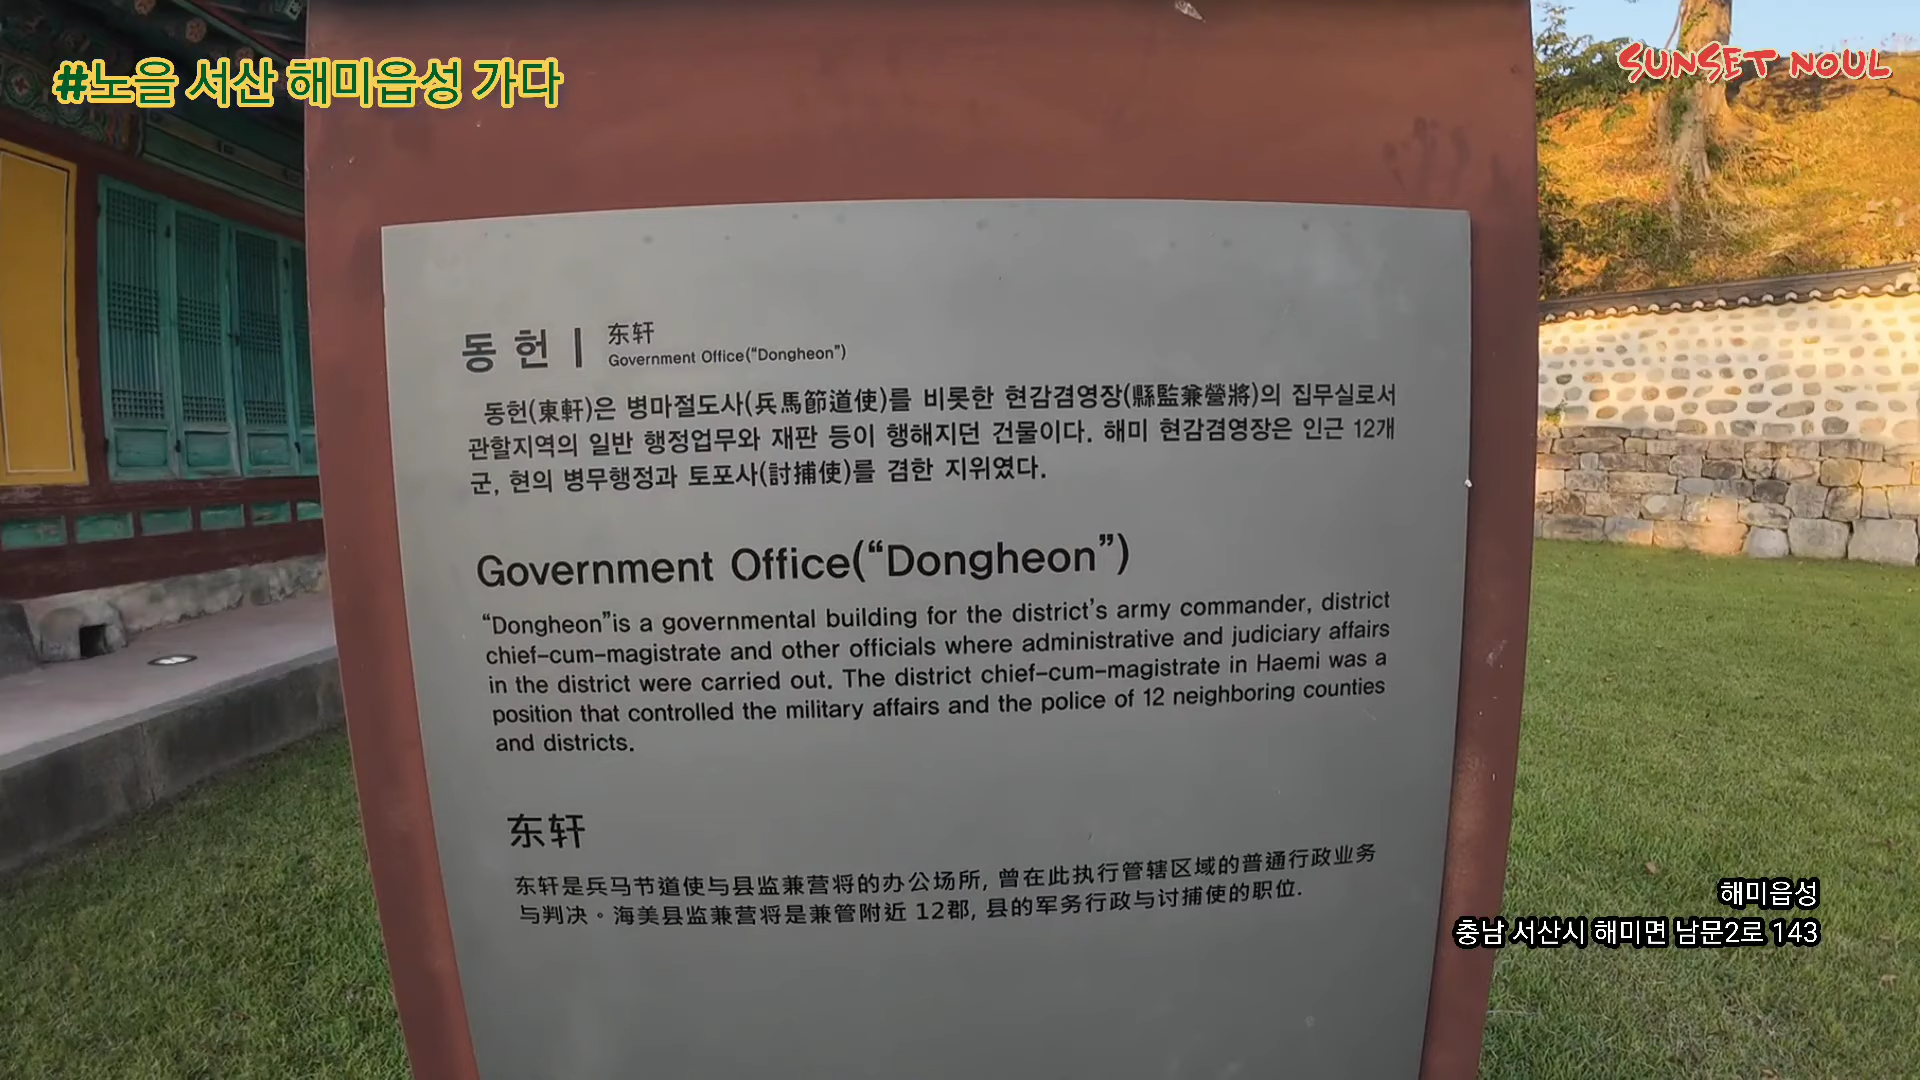 #노을 서산 해미읍성 가다
SUNSET NOUL
동 헌 | 东轩
Government Office(“Dongheon”)
동헌(東軒)은 병마절도사(兵馬節道使)를 비롯한 현감겸영장(縣監兼營將)의 집무실로서
관할지역의 일반 행정업무와 재판 등이 행해지던 건물이다. 해미 현감겸영장은 인근 12개
군, 현의 병무행정과 토포사(討捕使)를 겸한 지위였다.
Government Office(“Dongheon”)
“Dongheon”is a governmental building for the district's army commander, district
chief-cum-magistrate and other officials where administrative and judiciary affairs
in the district were carried out. The district chief-cum-magistrate in Haemi was a
position that controlled the military affairs and the police of 12 neighboring counties
and districts.
东轩
东轩是兵马节道使与县监兼营将的办公场所, 曾在此执行管辖区域的普通行政业务
与判决。海美县监兼营将是兼管附近 12郡, 县的军务行政与讨捕使的职位.
해미읍성
충남 서산시 해미면 남문2로 143